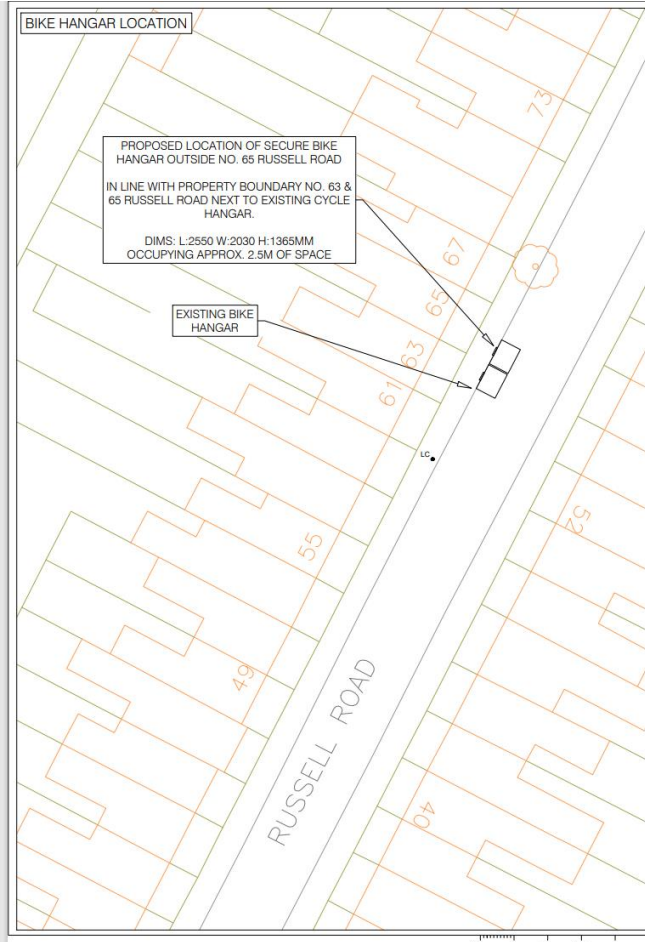 BIKE HANGAR LOCATION
73
PROPOSED LOCATION OF SECURE BIKE
HANGAR OUTSIDE NO. 65 RUSSELL ROAD
IN LINE WITH PROPERTY BOUNDARY NO. 63 &
65 RUSSELL ROAD NEXT TO EXISTING CYCLE
HANGAR.
DIMS: L:2550 W:2030 H:1365MM
OCCUPYING APPROX. 2.5M OF SPACE
67
65
EXISTING BIKE
HANGAR
63
61
LC
52
55
49
RUSSELL ROAD
40